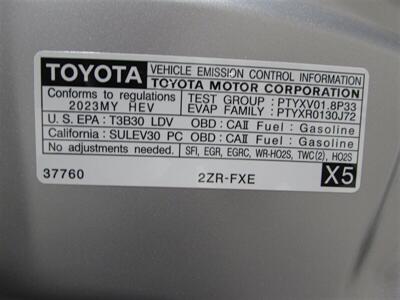 TOYOTA VEHICLE EMISSION CONTROL INFORMATION
TOYOTA MOTOR CORPORATION
Conforms to regulations
2023MY HEV
TEST GROUP : PTYXV01.8P33
EVAP FAMILY : PTYXR0130J72
U.S. EPA : T3B30 LDV OBD : CAⅡ Fuel : Gasoline
California : SULEV30 PC OBD : CAⅡ Fuel : Gasoline
No adjustments needed. SFI, EGR, EGRC, WR-HO2S, TWC(2), HO2S
37760 2ZR-FXE X5